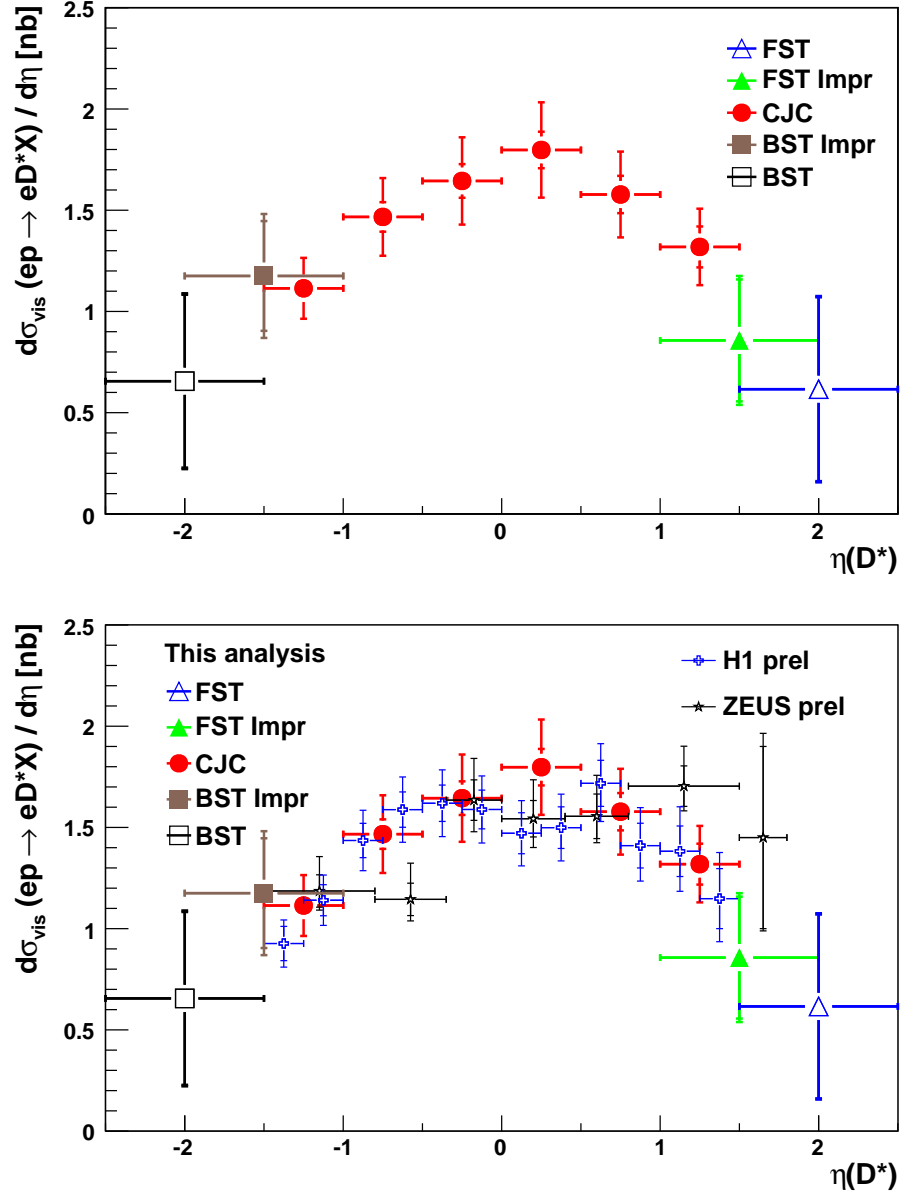 dσvis (ep → eD*X) / dη [nb]
2.5
2
1.5
1
0.5
0
FST
FST Impr
CJC
BST Impr
BST
-2
-1
0
1
2
η(D*)
dσvis (ep → eD*X) / dη [nb]
2.5
2
1.5
1
0.5
0
This analysis
FST
FST Impr
CJC
BST Impr
BST
H1 prel
ZEUS prel
-2
-1
0
1
2
η(D*)